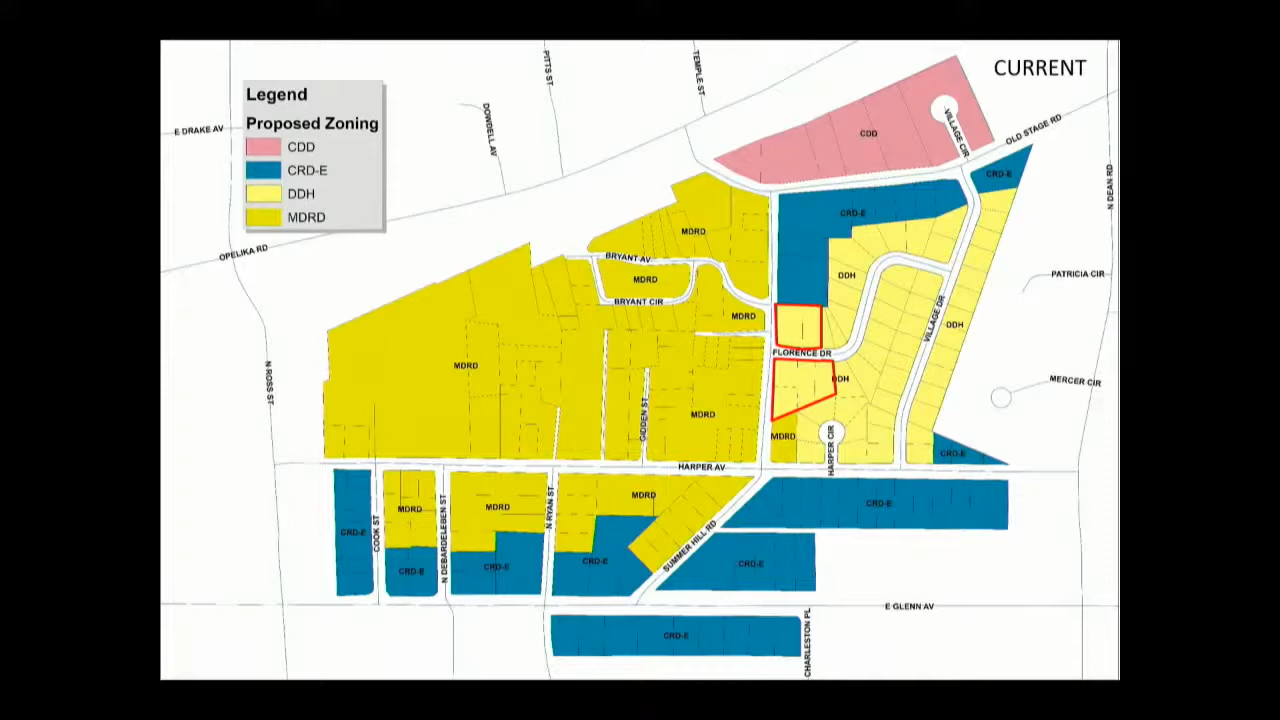 CURRENT
Legend
Proposed Zoning
CDD
CRD-E
DDH
MDRD
E DRAKE AV
DOWDELL AV
PITTS ST
TEMPLE ST
CDD
VILLAGE CIR
OLD STAGE RD
N DEAN RD
CRD-E
CRD-E
OPELIKA RD
MDRD
BRYANT AV
MDRD
DDH
PATRICIA CIR
BRYANT CIR
MDRD
VILLAGE DR
DDH
FLORENCE DR
N ROSS ST
MDRD
DDH
MERCER CIR
GIDDEN ST
MDRD
MDRD
HARPER CIR
CRD-E
HARPER AV
MDRD
MDRD
MDRD
CRD-E
CRD-E
COOK ST
N DEBARDELEBEN ST
N RYAN ST
SUMMER HILL RD
CRD-E
CRD-E
CRD-E
CRD-E
E GLENN AV
CRD-E
CHARLESTON PL